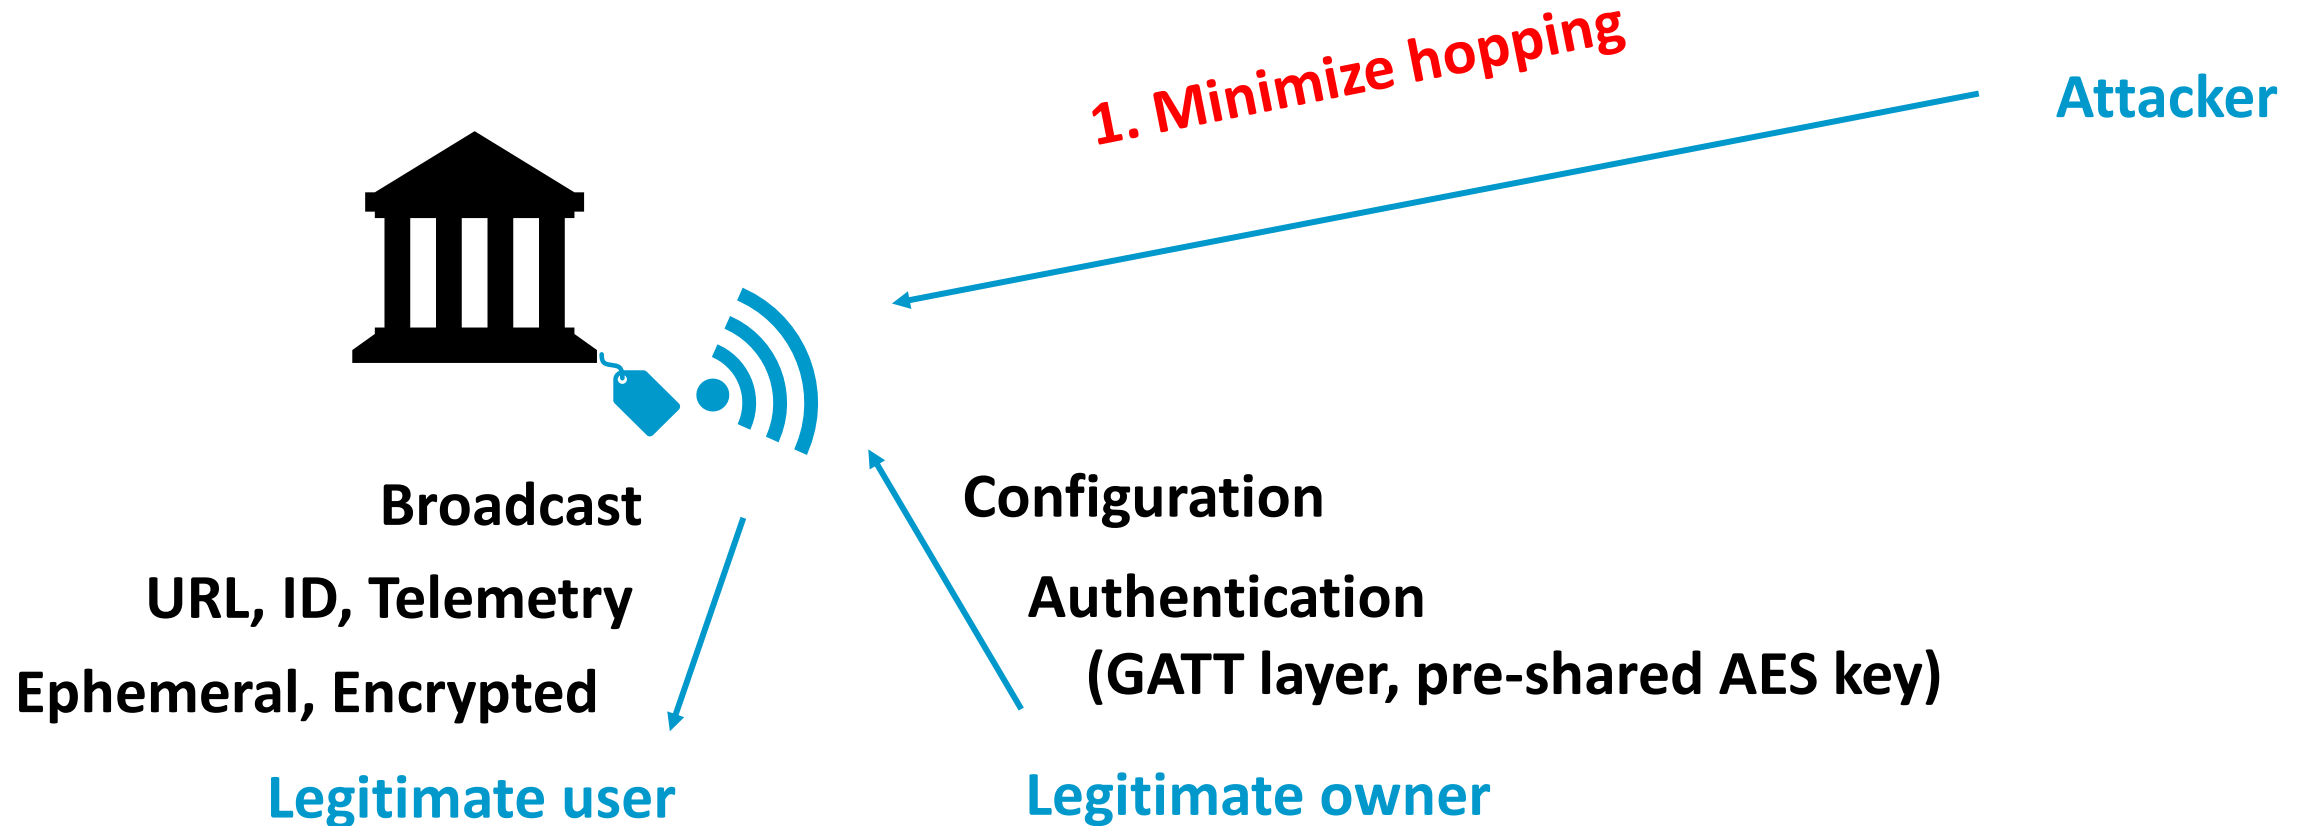 1. Minimize hopping
Attacker
Broadcast
URL, ID, Telemetry
Ephemeral, Encrypted
Legitimate user
Configuration
Authentication
(GATT layer, pre-shared AES key)
Legitimate owner